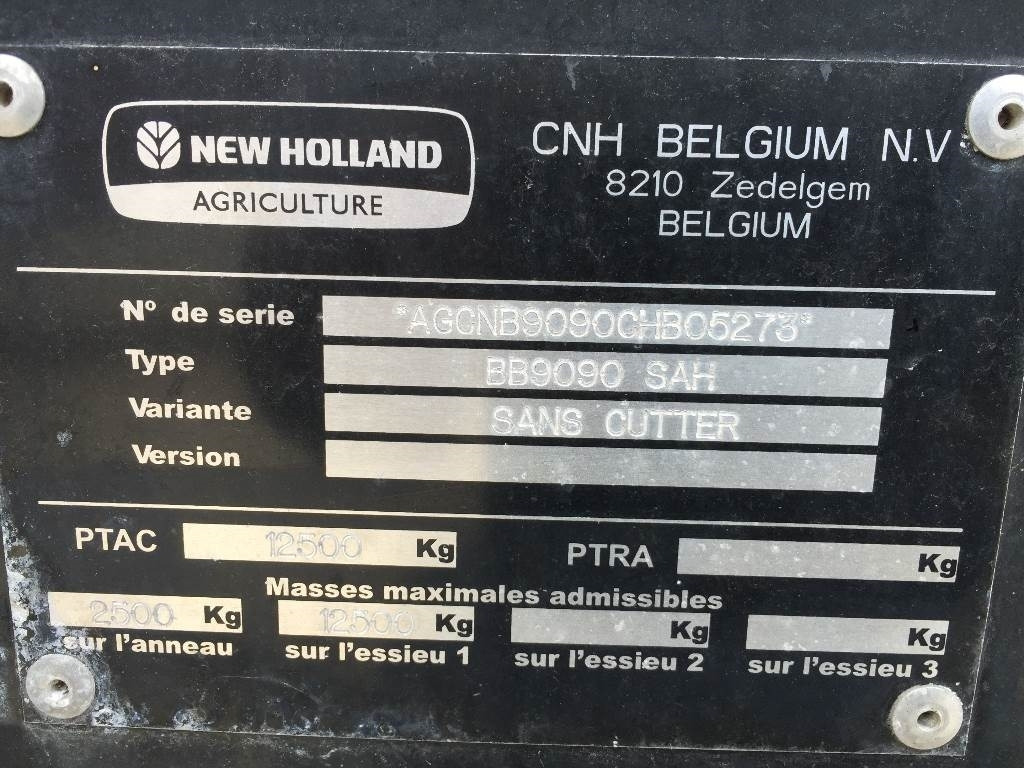 NEW HOLLAND
AGRICULTURE
CNH BELGIUM N.V
8210 Zedelgem
BELGIUM
Nº de serie *AGCNB9090CHB05273*
Type BB9090 SAH
Variante SANS CUTTER
Version
PTAC 12500 Kg PTRA Kg
Masses maximales admissibles
2500 Kg 12500 Kg Kg Kg
sur l'anneau sur l'essieu 1 sur l'essieu 2 sur l'essieu 3